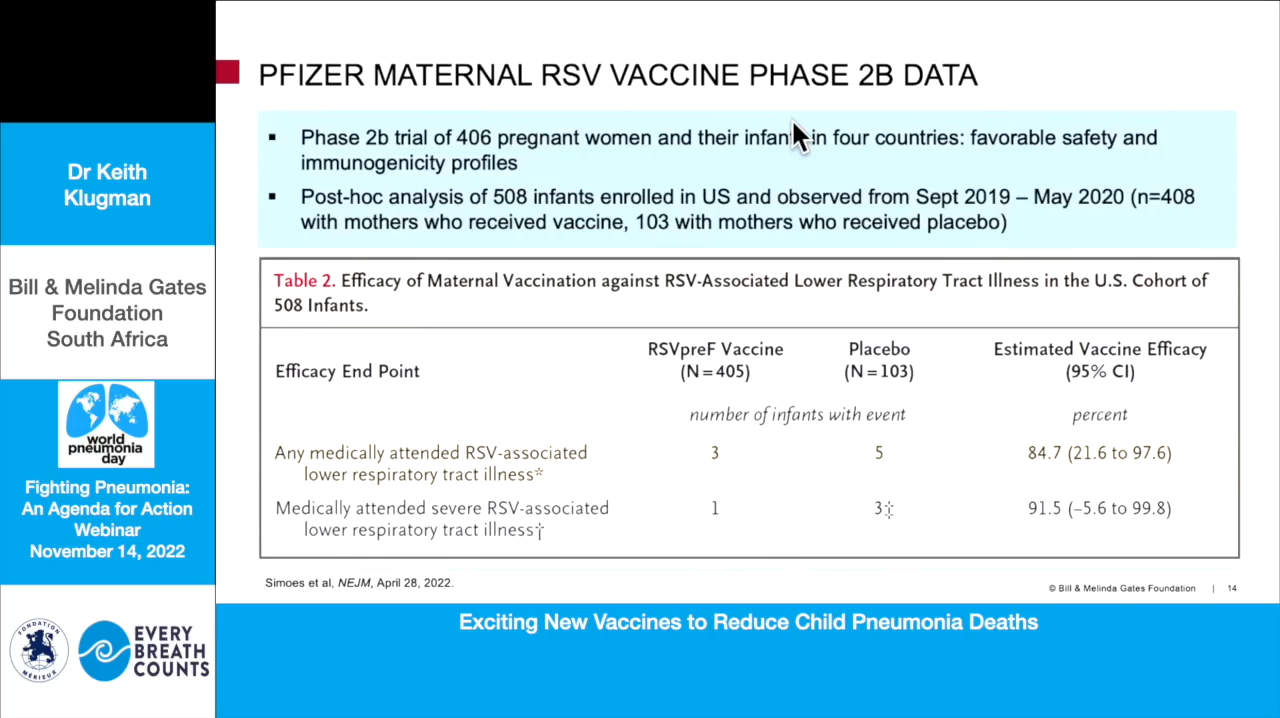 PFIZER MATERNAL RSV VACCINE PHASE 2B DATA
▪ Phase 2b trial of 406 pregnant women and their infant in four countries: favorable safety and
immunogenicity profiles
▪ Post-hoc analysis of 508 infants enrolled in US and observed from Sept 2019 – May 2020 (n=408
with mothers who received vaccine, 103 with mothers who received placebo)
Table 2. Efficacy of Maternal Vaccination against RSV-Associated Lower Respiratory Tract Illness in the U.S. Cohort of
508 Infants.
Efficacy End Point
RSVpreF Vaccine
(N=405)
Placebo
(N=103)
Estimated Vaccine Efficacy
(95% CI)
number of infants with event
percent
Any medically attended RSV-associated
lower respiratory tract illness*
3
5
84.7 (21.6 to 97.6)
Medically attended severe RSV-associated
lower respiratory tract illness†
1
3‡
91.5 (–5.6 to 99.8)
Simoes et al, NEJM, April 28, 2022.
© Bill & Melinda Gates Foundation | 14
Dr Keith
Klugman
Bill & Melinda Gates
Foundation
South Africa
world
pneumonia
day
Fighting Pneumonia:
An Agenda for Action
Webinar
November 14, 2022
FONDATION
MÉRIEUX
EVERY
BREATH
COUNTS
Exciting New Vaccines to Reduce Child Pneumonia Deaths